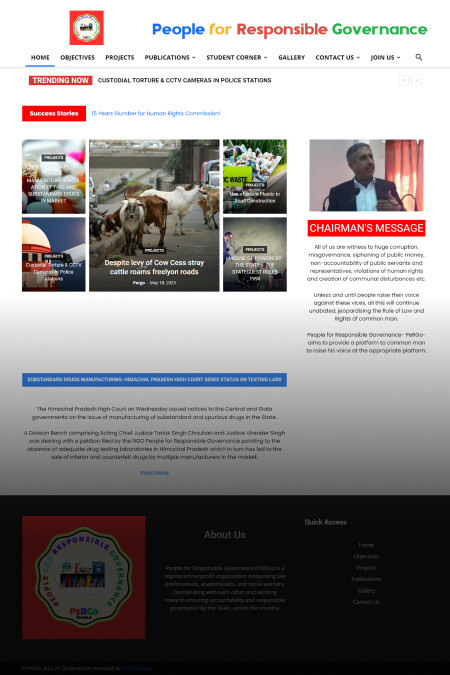 People for Responsible Governance
HOME OBJECTIVES PROJECTS PUBLICATIONS STUDENT CORNER GALLERY CONTACT US JOIN US
TRENDING NOW CUSTODIAL TORTURE & CCTV CAMERAS IN POLICE STATIONS
Success Stories 15 Years Slumber for Human Rights Commission!
PROJECTS
ATION OF FAKE AND
SUBSTANDARD DRUGS
IN MARKET
PROJECTS
Custodial Torture & CCTV
Cameras in Police
Stations
PROJECTS
Despite levy of Cow Cess stray
cattle roams freelyon roads
Pergo - May 18, 2023
WASTE
PROJECTS
Use of Waste Plastic in
Road Construction
PROJECTS
MISUSE OF POWERS BY
THE STATE - THE
STATEGUEST RULES
1990
CHAIRMAN'S MESSAGE
All of us are witness to huge corruption,
misgovernance, siphoning of public money,
non-accountability of public servants and
representatives, violations of human rights
and creation of communal disturbances etc.
Unless and until people raise their voice
against these vices, all this will continue
unabated, jeopardising the Rule of Law and
Rights of common man.
People for Responsible Governance- PeRGo-
aims to provide a platform to common man
to raise his voice at the appropriate platform.
SUBSTANDARD DRUGS MANUFACTURING: HIMACHAL PRADESH HIGH COURT SEEKS STATUS ON TESTING LABS
The Himachal Pradesh High Court on Wednesday issued notices to the Central and State
governments on the issue of manufacturing of substandard and spurious drugs in the State.
A Division Bench comprising Acting Chief Justice Tarlok Singh Chauhan and Justice Virender Singh
was dealing with a petition filed by the NGO People for Responsible Governance pointing to the
absence of adequate drug testing laboratories in Himachal Pradesh which in turn has led to the
sale of inferior and counterfeit drugs by multiple manufacturers in the market.
Read More
PEOPLE FOR RESPONSIBLE GOVERNANCE
PeRGo
SHIMLA
About Us
People for Responsible Governance(PeRGo) is a
registered nonprofit organisation comprising law
professionals, academicians, and social workers,
coordinating with each other and working
towards ensuring accountability and responsible
governance by the State, across the country.
Quick Access
Home
Objectives
Projects
Publications
Gallery
Contact Us